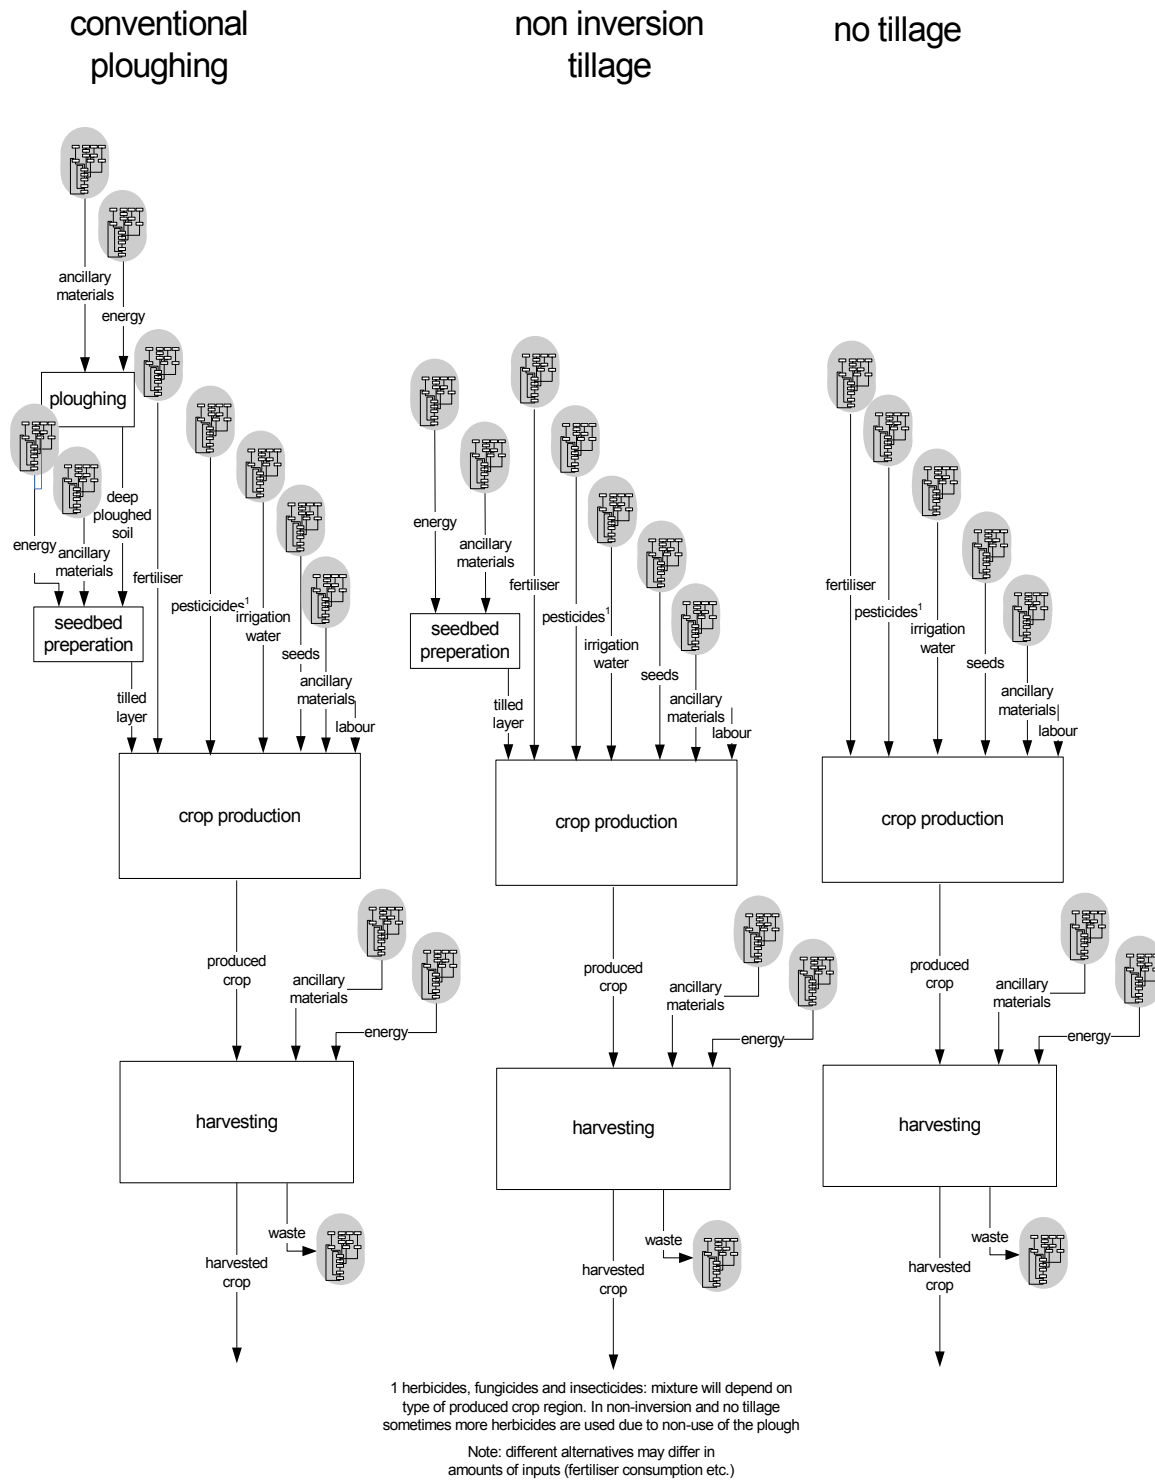 conventional
ploughing
non inversion
tillage
no tillage
ancillary
materials
energy
ploughing
deep
ploughed
soil
energy
ancillary
materials
seedbed
preperation
tilled
layer
fertiliser
pesticicides1
irrigation
water
seeds
ancillary
materials
labour
crop production
produced
crop
ancillary
materials
energy
harvesting
waste
harvested
crop
energy
ancillary
materials
seedbed
preperation
tilled
layer
fertiliser
pesticides1
irrigation
water
seeds
ancillary
materials
labour
crop production
produced
crop
ancillary
materials
energy
harvesting
waste
harvested
crop
fertiliser
pesticides1
irrigation
water
seeds
ancillary
materials
labour
crop production
produced
crop
ancillary
materials
energy
harvesting
waste
harvested
crop
1 herbicides, fungicides and insecticides: mixture will depend on
type of produced crop region. In non-inversion and no tillage
sometimes more herbicides are used due to non-use of the plough
Note: different alternatives may differ in
amounts of inputs (fertiliser consumption etc.)